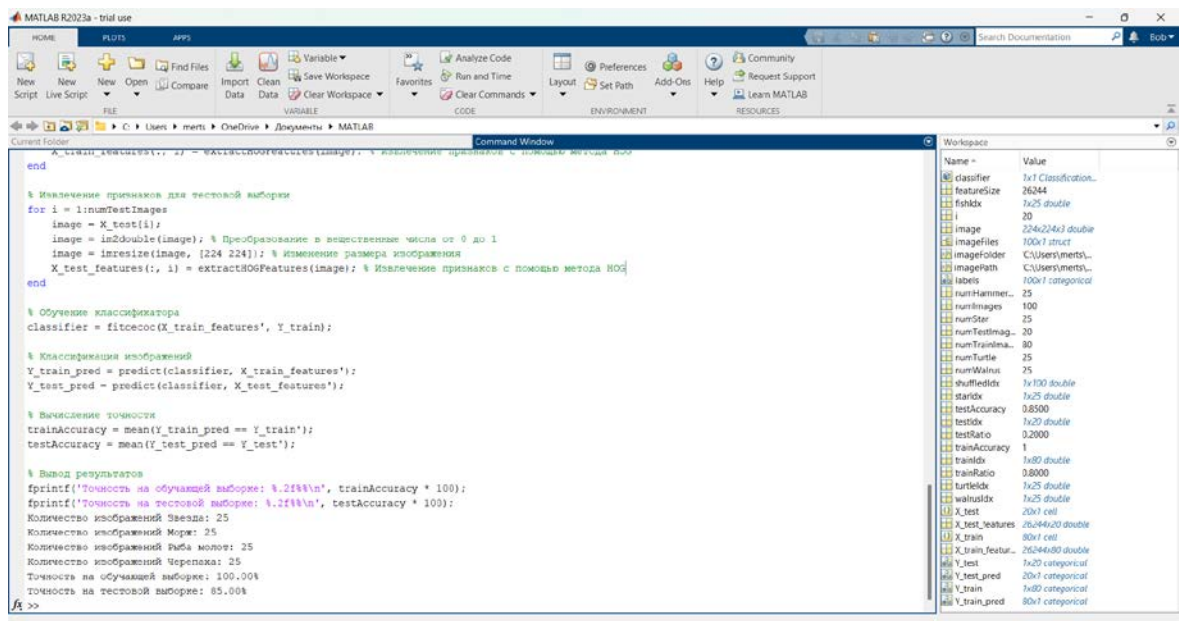 MATLAB R2023a - trial use
HOME PLOTS APPS
Search Documentation
Bob
New Script
New Live Script
New
Open
Find Files
Compare
Import Data
Clean Data
Variable
Save Workspace
Clear Workspace
Favorites
Analyze Code
Run and Time
Clear Commands
Layout
Preferences
Set Path
Add-Ons
Help
Community
Request Support
Learn MATLAB
FILE VARIABLE CODE ENVIRONMENT RESOURCES
C: Users merts OneDrive Документы MATLAB
Current Folder
Command Window
X_train_features(:, i) = extractHOGFeatures(image); % Извлечение признаков с помощью метода HOG
end
% Извлечение признаков для тестовой выборки
for i = 1:numTestImages
image = X_test{i};
image = im2double(image); % Преобразование в вещественные числа от 0 до 1
image = imresize(image, [224 224]); % Изменение размера изображения
X_test_features(:, i) = extractHOGFeatures(image); % Извлечение признаков с помощью метода HOG
end
% Обучение классификатора
classifier = fitcecoc(X_train_features', Y_train);
% Классификация изображений
Y_train_pred = predict(classifier, X_train_features');
Y_test_pred = predict(classifier, X_test_features');
% Вычисление точности
trainAccuracy = mean(Y_train_pred == Y_train');
testAccuracy = mean(Y_test_pred == Y_test');
% Вывод результатов
fprintf('Точность на обучающей выборке: %.2f%%\n', trainAccuracy * 100);
fprintf('Точность на тестовой выборке: %.2f%%\n', testAccuracy * 100);
Количество изображений Звезда: 25
Количество изображений Морж: 25
Количество изображений Рыба молот: 25
Количество изображений Черепаха: 25
Точность на обучающей выборке: 100.00%
Точность на тестовой выборке: 85.00%
fx >>
Workspace
Name Value
classifier 1x1 Classification...
featureSize 26244
fishIdx 1x25 double
i 20
image 224x224x3 double
imageFiles 100x1 struct
imageFolder 'C:\Users\merts\...
imagePath 'C:\Users\merts\...
labels 100x1 categorical
numHammer... 25
numImages 100
numStar 25
numTestImag... 20
numTrainIma... 80
numTurtle 25
numWalrus 25
shuffledIdx 1x100 double
starIdx 1x25 double
testAccuracy 0.8500
testIdx 1x20 double
testRatio 0.2000
trainAccuracy 1
trainIdx 1x80 double
trainRatio 0.8000
turtleIdx 1x25 double
walrusIdx 1x25 double
X_test 20x1 cell
X_test_features 26244x20 double
X_train 80x1 cell
X_train_featur... 26244x80 double
Y_test 1x20 categorical
Y_test_pred 20x1 categorical
Y_train 1x80 categorical
Y_train_pred 80x1 categorical